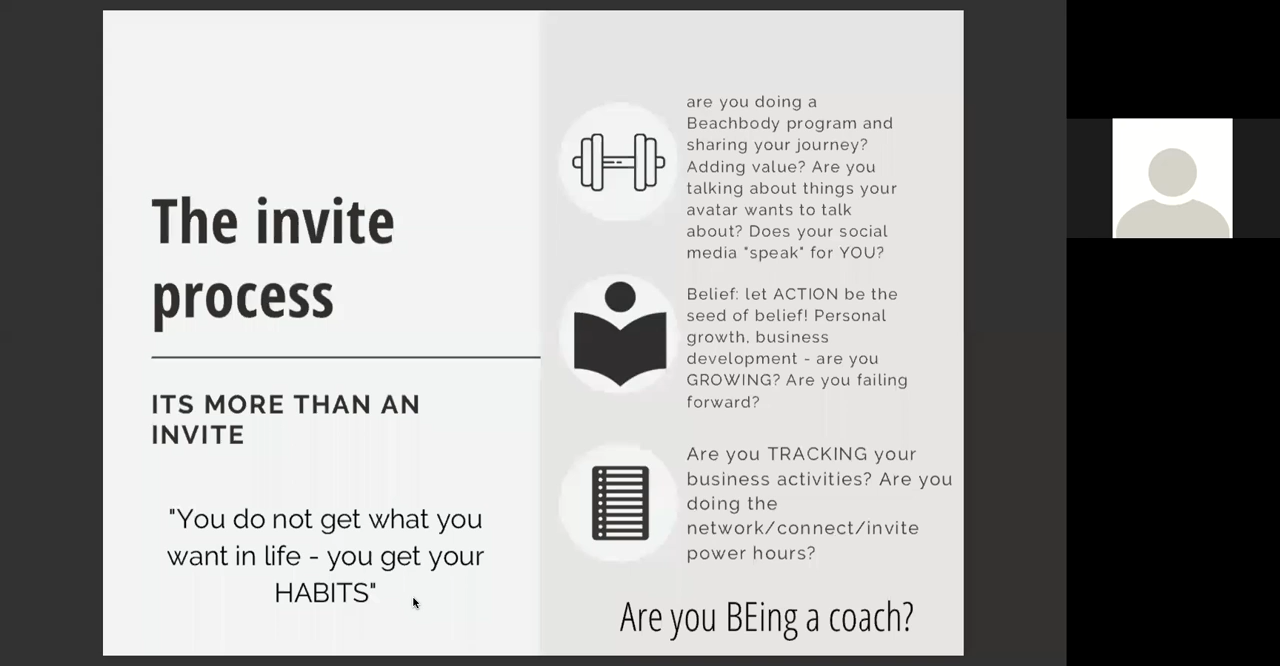 The invite
process
ITS MORE THAN AN
INVITE
"You do not get what you
want in life - you get your
HABITS"
are you doing a
Beachbody program and
sharing your journey?
Adding value? Are you
talking about things your
avatar wants to talk
about? Does your social
media "speak" for YOU?
Belief: let ACTION be the
seed of belief! Personal
growth, business
development - are you
GROWING? Are you failing
forward?
Are you TRACKING your
business activities? Are you
doing the
network/connect/invite
power hours?
Are you BEing a coach?